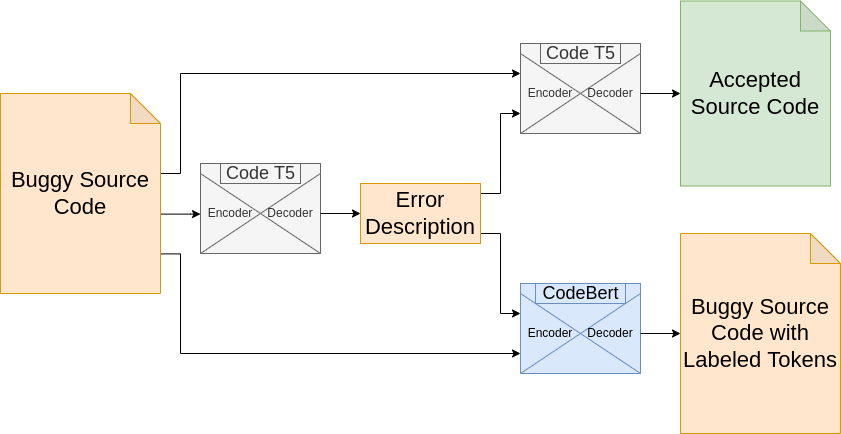 Buggy Source
Code
Code T5
Encoder Decoder
Error
Description
Code T5
Encoder Decoder
Accepted
Source Code
CodeBert
Encoder Decoder
Buggy Source
Code with
Labeled Tokens